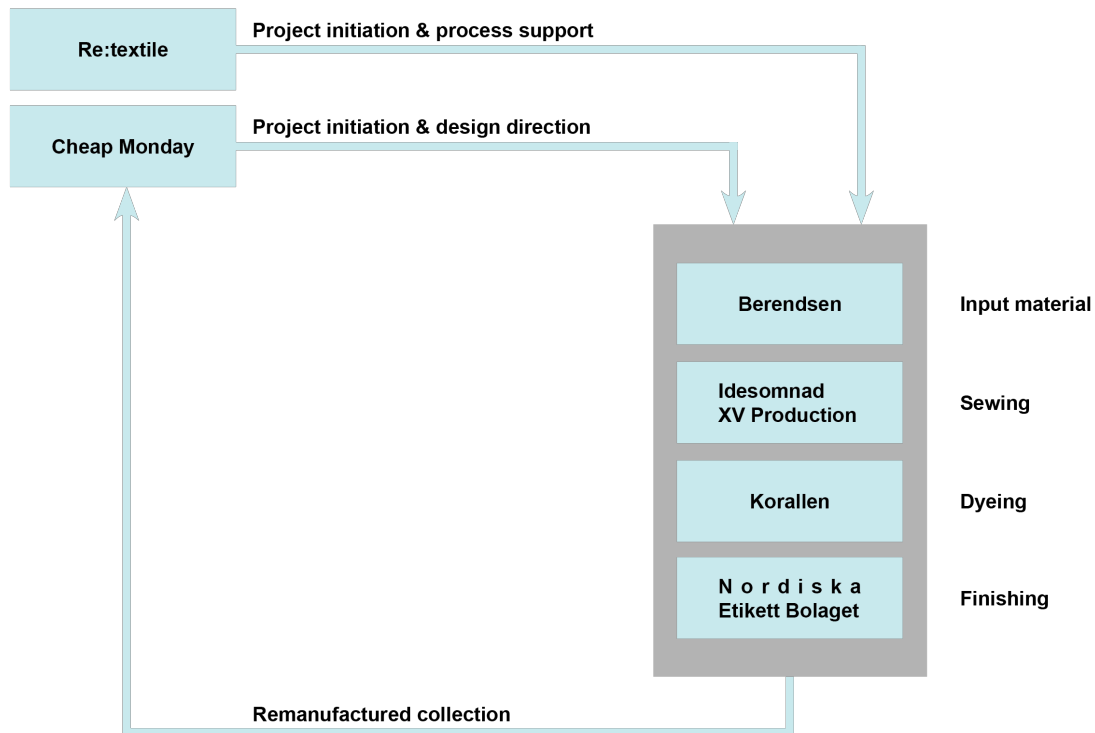 Re:textile
Project initiation & process support
Cheap Monday
Project initiation & design direction
Berendsen
Input material
Idesomnad
XV Production
Sewing
Korallen
Dyeing
Nordiska
Etikett Bolaget
Finishing
Remanufactured collection